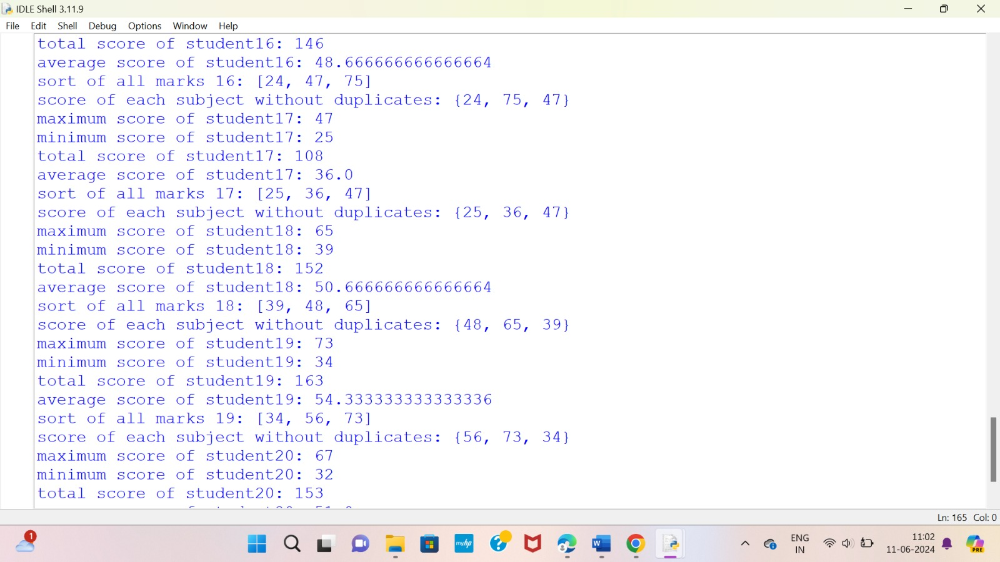 IDLE Shell 3.11.9
File Edit Shell Debug Options Window Help
total score of student16: 146
average score of student16: 48.666666666666664
sort of all marks 16: [24, 47, 75]
score of each subject without duplicates: {24, 75, 47}
maximum score of student17: 47
minimum score of student17: 25
total score of student17: 108
average score of student17: 36.0
sort of all marks 17: [25, 36, 47]
score of each subject without duplicates: {25, 36, 47}
maximum score of student18: 65
minimum score of student18: 39
total score of student18: 152
average score of student18: 50.666666666666664
sort of all marks 18: [39, 48, 65]
score of each subject without duplicates: {48, 65, 39}
maximum score of student19: 73
minimum score of student19: 34
total score of student19: 163
average score of student19: 54.333333333333336
sort of all marks 19: [34, 56, 73]
score of each subject without duplicates: {56, 73, 34}
maximum score of student20: 67
minimum score of student20: 32
total score of student20: 153
Ln: 165 Col: 0
1
myhp
W
ENG
IN
11:02
11-06-2024
PRE